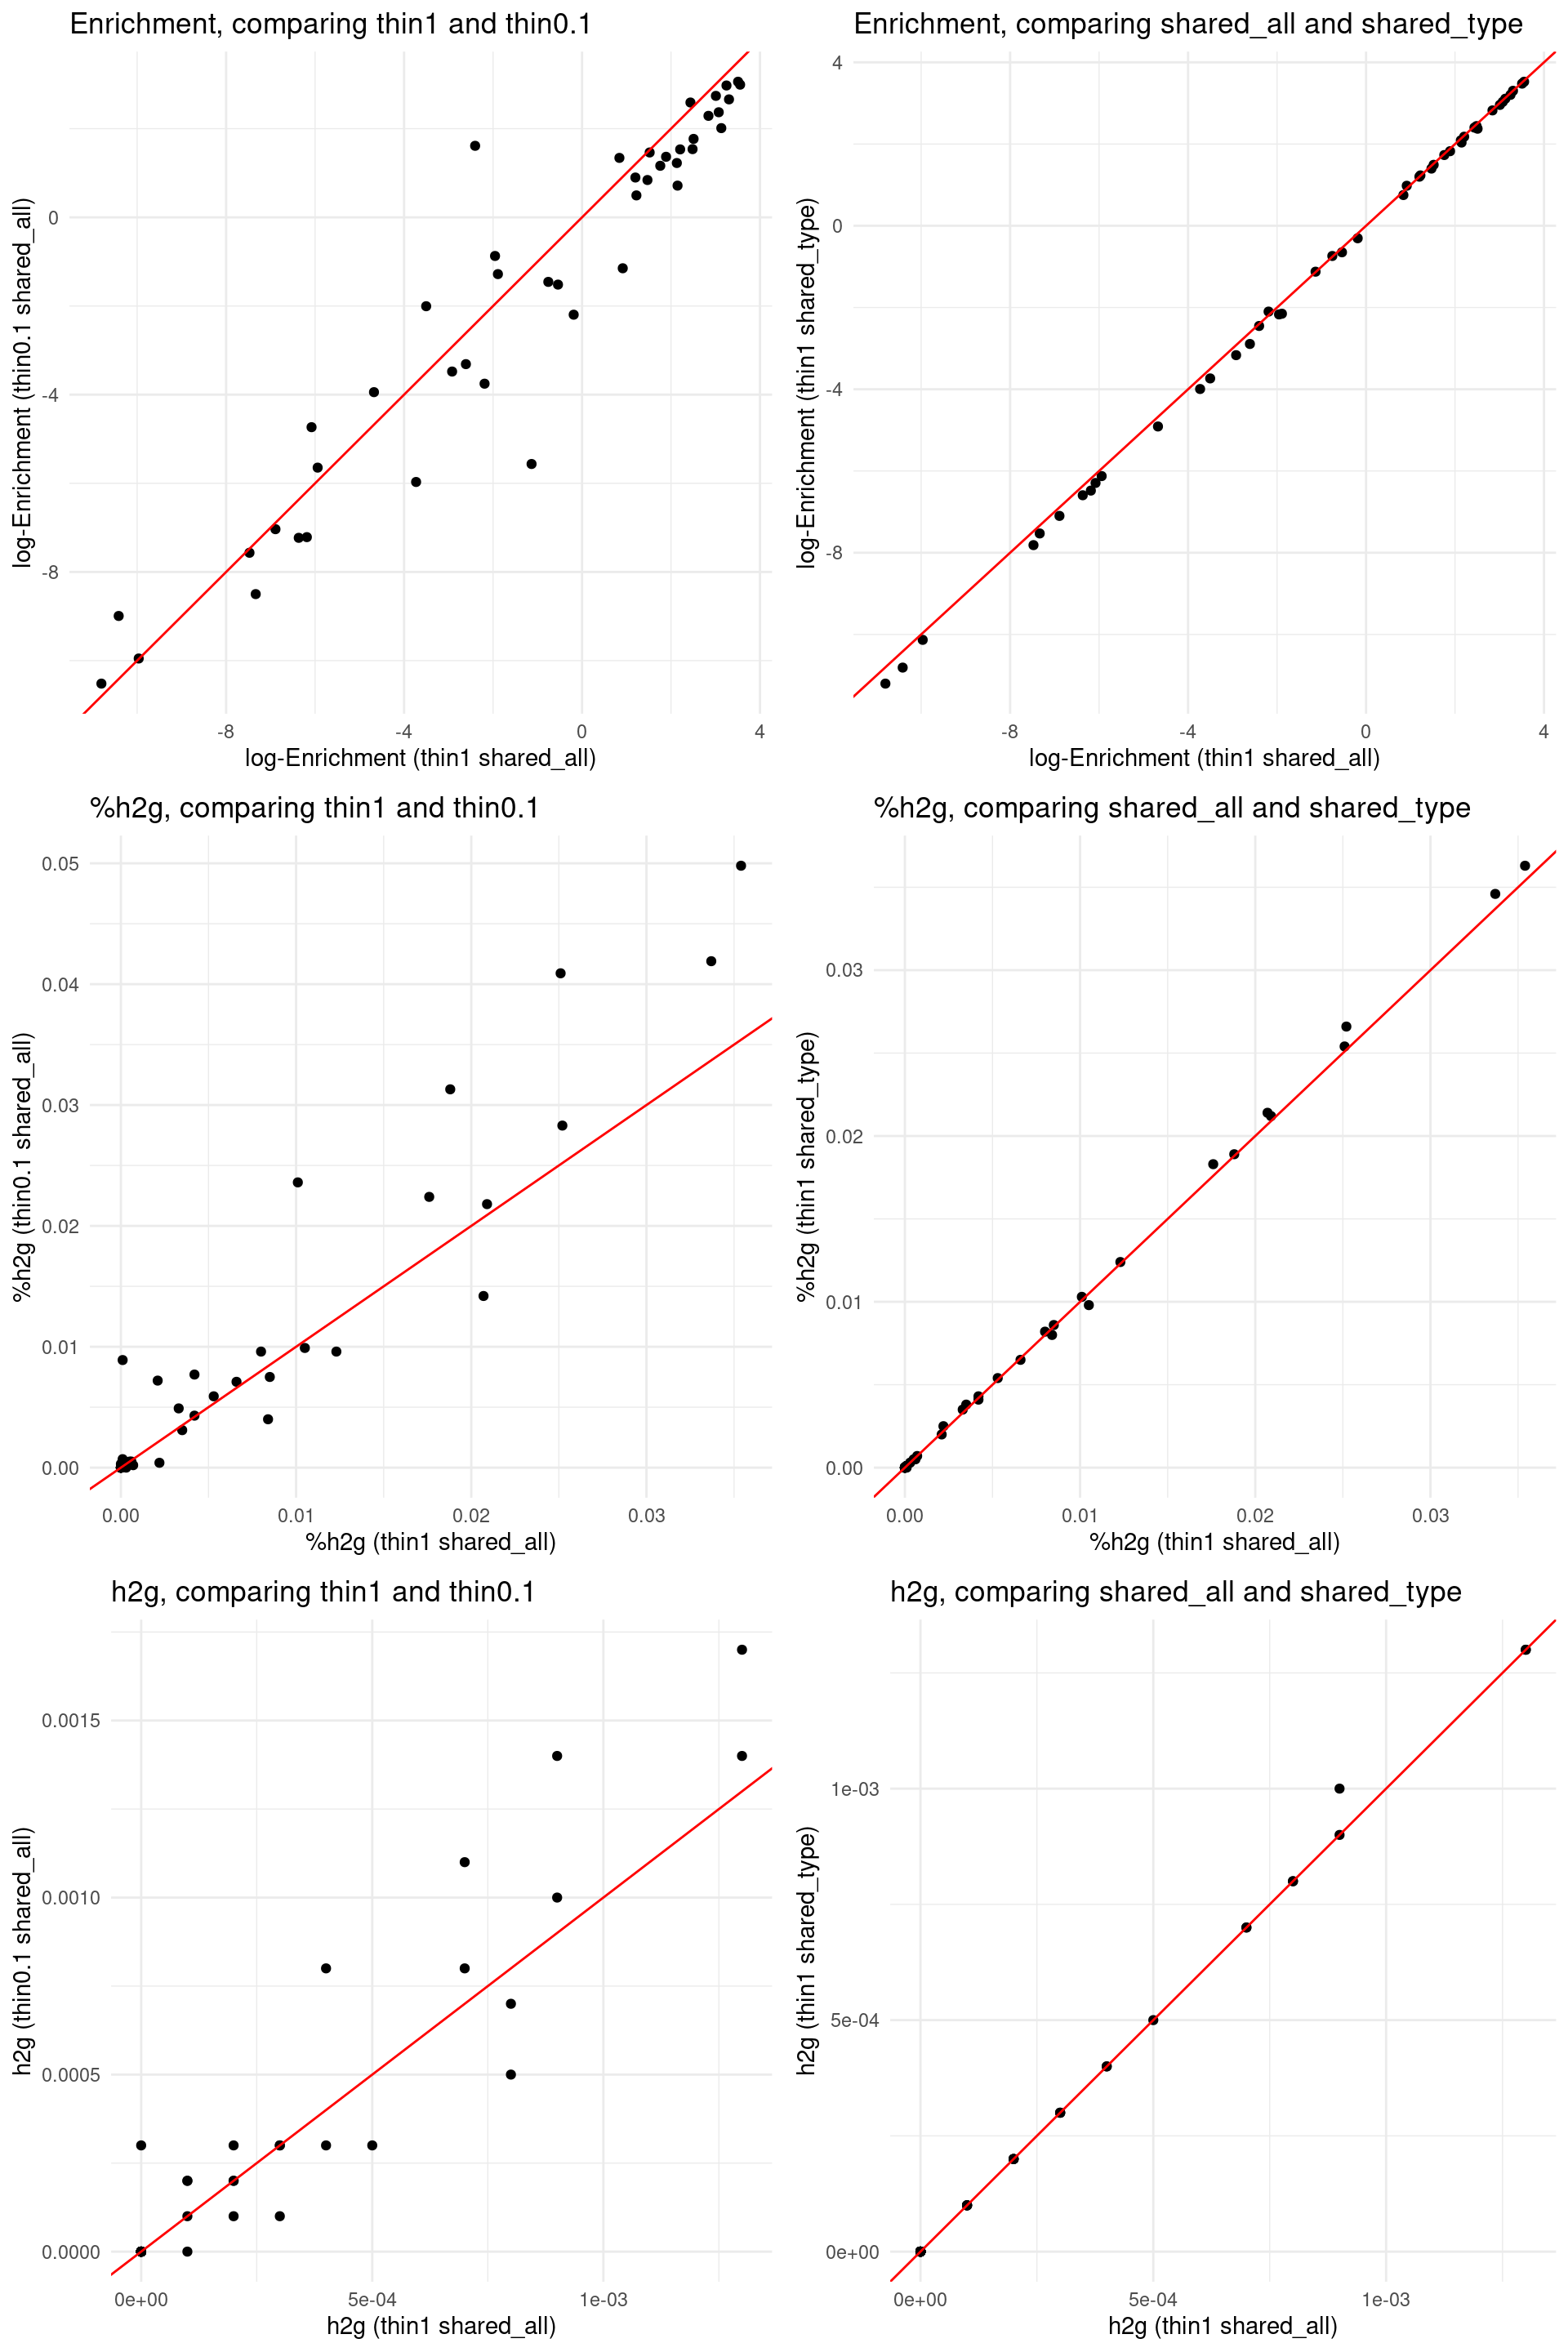 Enrichment, comparing thin1 and thin0.1
log-Enrichment (thin0.1 shared_all)
0
-4
-8
-8
-4
0
4
log-Enrichment (thin1 shared_all)
Enrichment, comparing shared_all and shared_type
log-Enrichment (thin1 shared_type)
4
0
-4
-8
-8
-4
0
4
log-Enrichment (thin1 shared_all)
%h2g, comparing thin1 and thin0.1
%h2g (thin0.1 shared_all)
0.05
0.04
0.03
0.02
0.01
0.00
0.00
0.01
0.02
0.03
%h2g (thin1 shared_all)
%h2g, comparing shared_all and shared_type
%h2g (thin1 shared_type)
0.03
0.02
0.01
0.00
0.00
0.01
0.02
0.03
%h2g (thin1 shared_all)
h2g, comparing thin1 and thin0.1
h2g (thin0.1 shared_all)
0.0015
0.0010
0.0005
0.0000
0e+00
5e-04
1e-03
h2g (thin1 shared_all)
h2g, comparing shared_all and shared_type
h2g (thin1 shared_type)
1e-03
5e-04
0e+00
0e+00
5e-04
1e-03
h2g (thin1 shared_all)